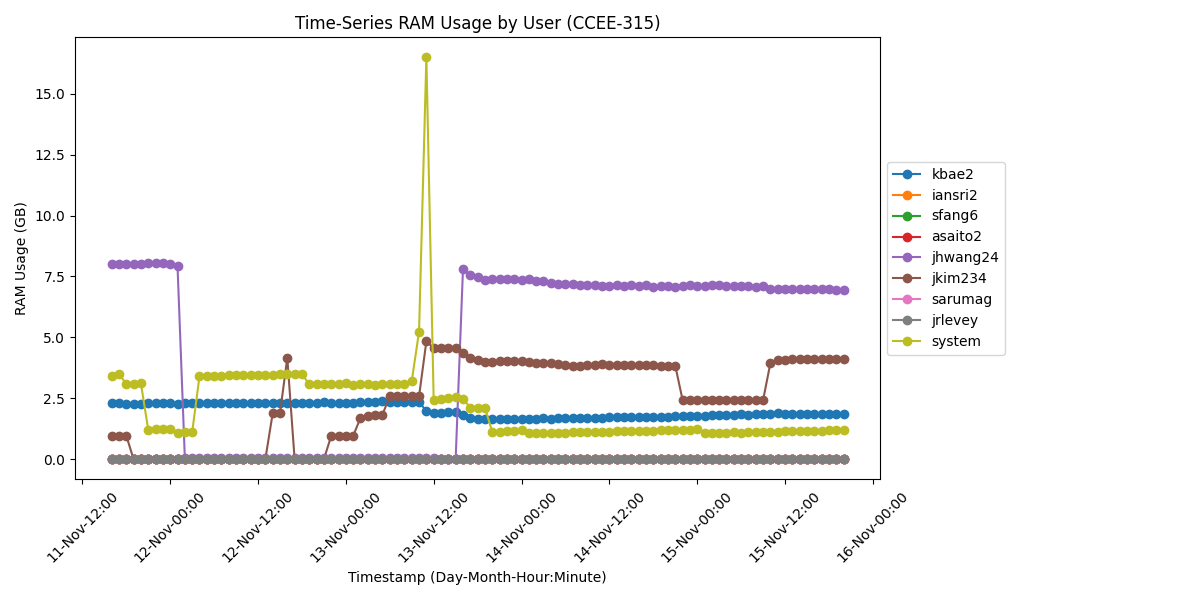 Time-Series RAM Usage by User (CCEE-315)
RAM Usage (GB)
15.0
12.5
10.0
7.5
5.0
2.5
0.0
11-Nov-12:00
12-Nov-00:00
12-Nov-12:00
13-Nov-00:00
13-Nov-12:00
14-Nov-00:00
14-Nov-12:00
15-Nov-00:00
15-Nov-12:00
16-Nov-00:00
Timestamp (Day-Month-Hour:Minute)
kbae2
iansri2
sfang6
asaito2
jhwang24
jkim234
sarumag
jrlevey
system